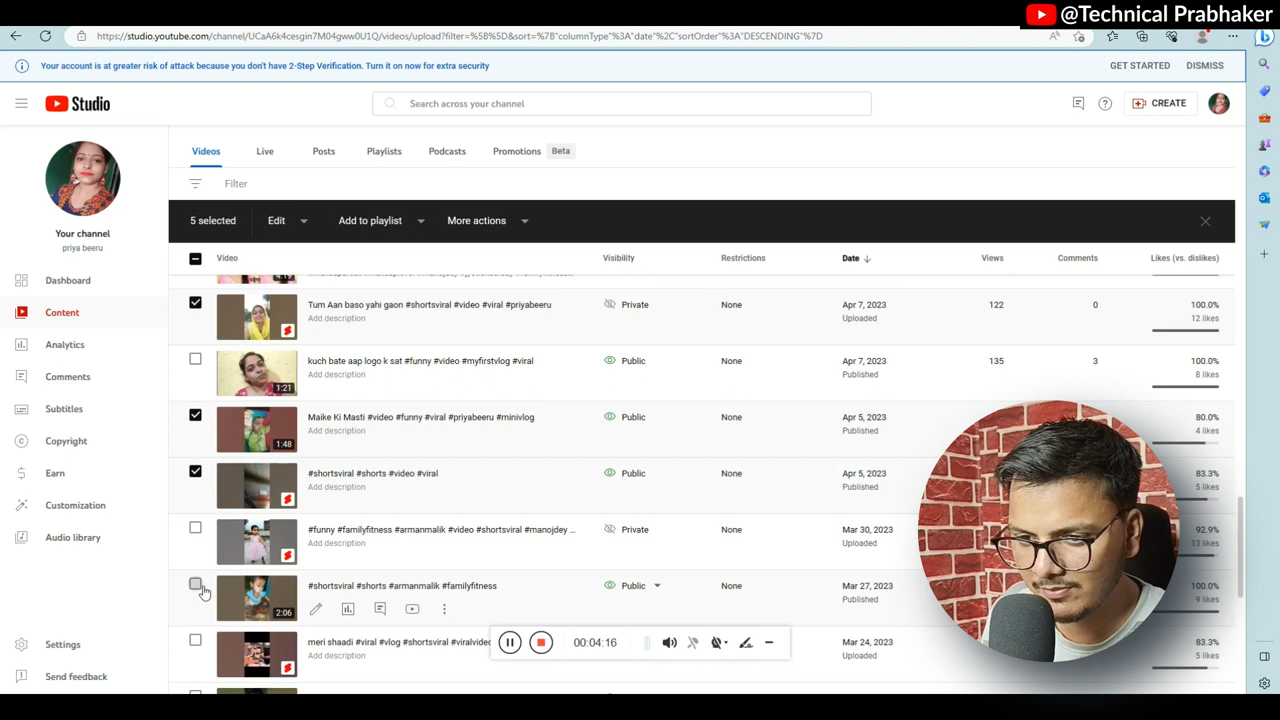 @Technical Prabhaker
https://studio.youtube.com/channel/UCaA6k4cesgin7M04gww0U1Q/videos/upload?filter=%5B%5D&sort=%7B"columnType"%3A"date"%2C"sortOrder"%3A"DESCENDING"%7D
Your account is at greater risk of attack because you don't have 2-Step Verification. Turn it on now for extra security
GET STARTED
DISMISS
Studio
Search across your channel
CREATE
Your channel
priya beeru
Dashboard
Content
Analytics
Comments
Subtitles
Copyright
Earn
Customization
Audio library
Settings
Send feedback
Videos Live Posts Playlists Podcasts Promotions Beta
Filter
5 selected Edit Add to playlist More actions
Video Visibility Restrictions Date Views Comments Likes (vs. dislikes)
4:19
Tum Aan baso yahi gaon #shortsviral #video #viral #priyabeeru Private None Apr 7, 2023 122 0 100.0%
Add description Uploaded 12 likes
kuch bate aap logo k sat #funny #video #myfirstvlog #viral Public None Apr 7, 2023 135 3 100.0%
Add description Published 8 likes
1:21
Maike Ki Masti #video #funny #viral #priyabeeru #minivlog Public None Apr 5, 2023 80.0%
Add description Published 4 likes
1:48
#shortsviral #shorts #video #viral Public None Apr 5, 2023 83.3%
Add description Published 5 likes
#funny #familyfitness #armanmalik #video #shortsviral #manojdey ... Private None Mar 30, 2023 92.9%
Add description Uploaded 13 likes
#shortsviral #shorts #armanmalik #familyfitness Public None Mar 27, 2023 100.0%
Published 9 likes
2:06
meri shaadi #viral #vlog #shortsviral #viralvideo Mar 24, 2023 83.3%
Add description Uploaded 5 likes
00:04:16